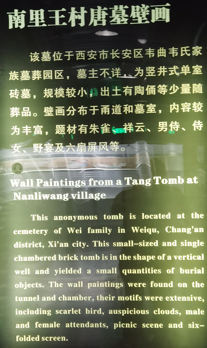 南里王村唐墓壁画
该墓位于西安市长安区韦曲韦氏家
族墓葬园区，墓主不详，为竖井式单室
砖墓，规模较小，出土有陶俑等少量随
葬品。壁画分布于甬道和墓室，内容较
为丰富，题材有朱雀、祥云、男侍、侍
女、野宴及六扇屏风等。
Wall Paintings from a Tang Tomb at
Nanliwang village
This anonymous tomb is located at the
cemetery of Wei family in Weiqu, Chang'an
district, Xi'an city. This small-sized and single
chambered brick tomb is in the shape of a vertical
well and yielded a small quantities of burial
objects. The wall paintings were found on the
tunnel and chamber, their motifs were extensive,
including scarlet bird, auspicious clouds, male
and female attendants, picnic scene and six-
folded screen.